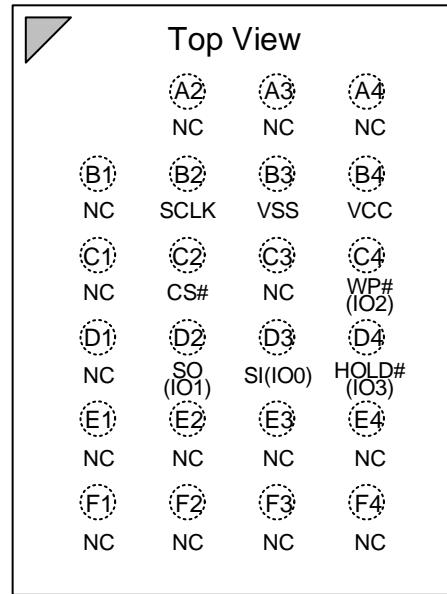 Top View
A2 A3 A4
NC NC NC
B1 B2 B3 B4
NC SCLK VSS VCC
C1 C2 C3 C4
NC CS# NC WP#
(IO2)
D1 D2 D3 D4
NC SO SI(IO0) HOLD#
(IO1) (IO3)
E1 E2 E3 E4
NC NC NC NC
F1 F2 F3 F4
NC NC NC NC